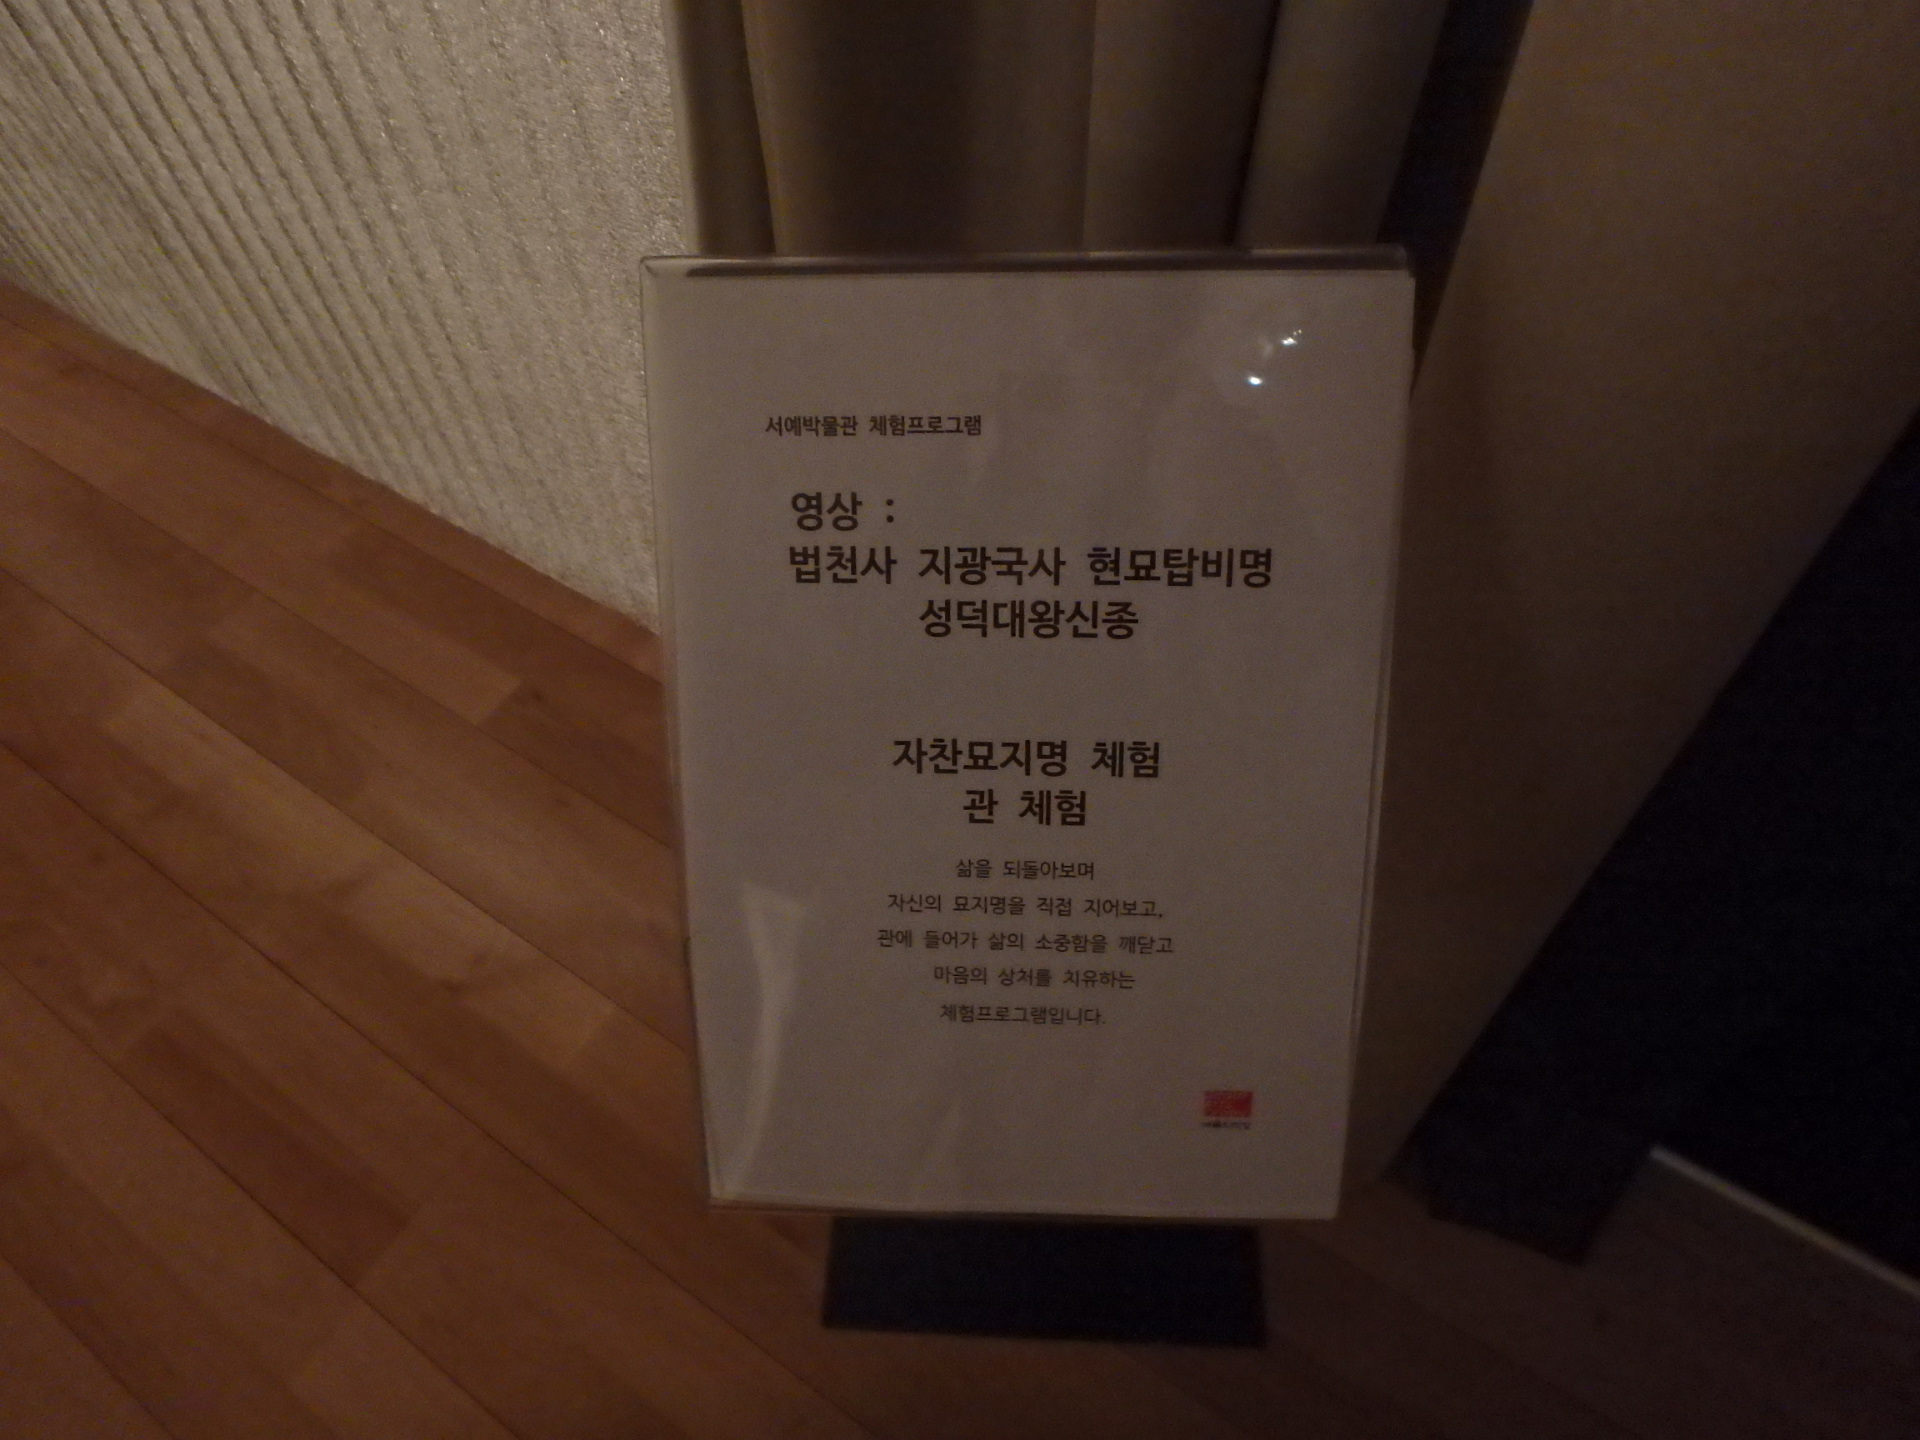 서예박물관 체험프로그램
영상 :
법천사 지광국사 현묘탑비명
성덕대왕신종
자찬묘지명 체험
관 체험
삶을 되돌아보며
자신의 묘지명을 직접 지어보고,
관에 들어가 삶의 소중함을 깨닫고
마음의 상처를 치유하는
체험프로그램입니다.